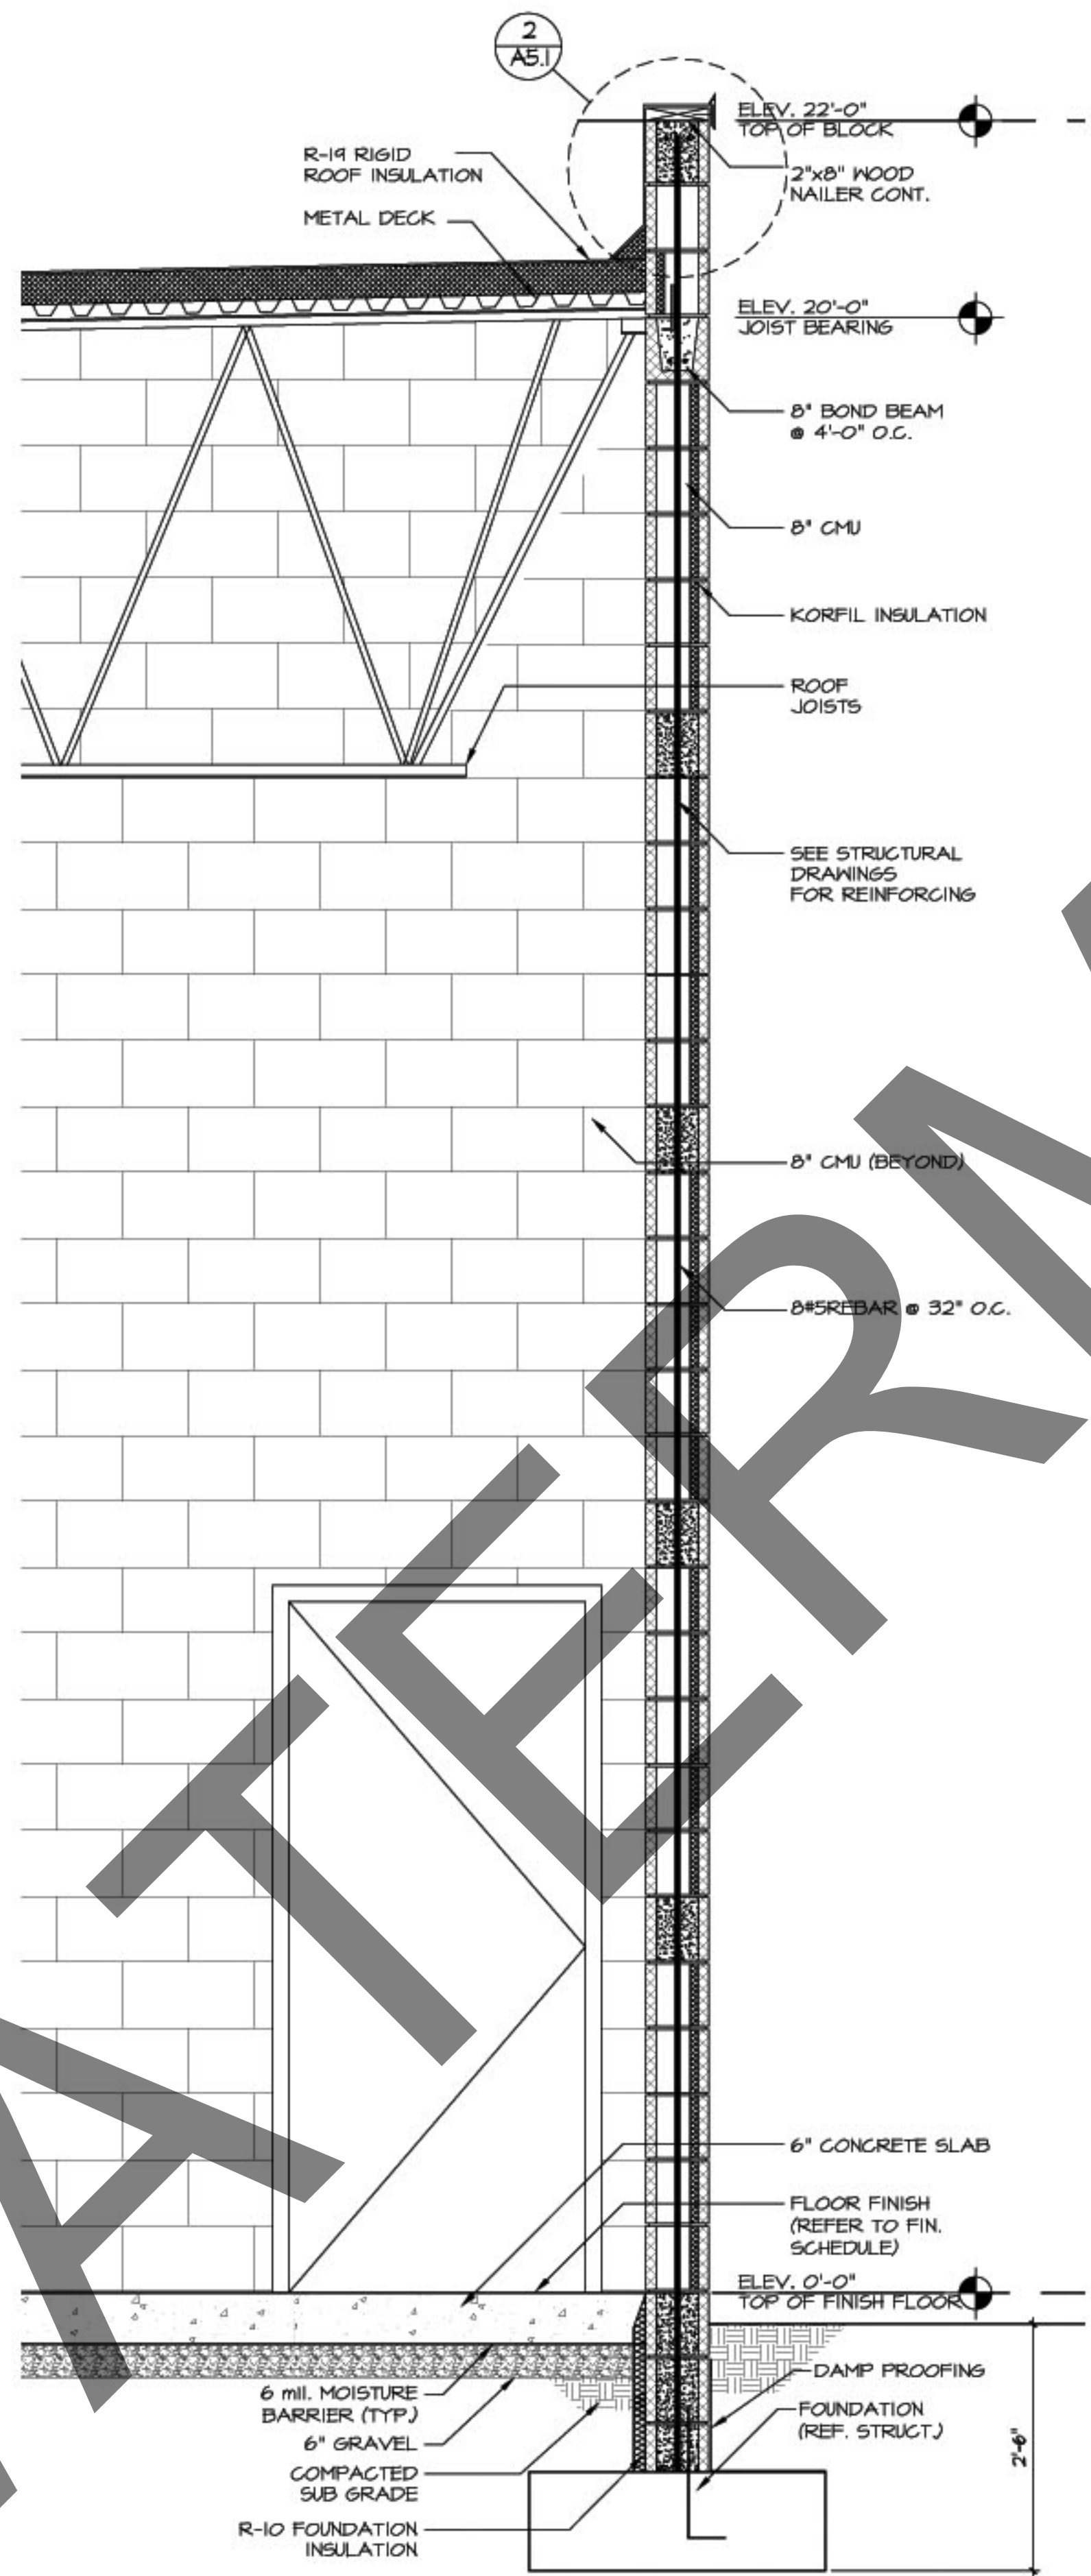 2
A5.1
ELEV. 22'-0"
TOP OF BLOCK
R-19 RIGID
ROOF INSULATION
2"x8" WOOD
NAILER CONT.
METAL DECK
ELEV. 20'-0"
JOIST BEARING
8" BOND BEAM
@ 4'-0" O.C.
8" CMU
KORFIL INSULATION
ROOF
JOISTS
SEE STRUCTURAL
DRAWINGS
FOR REINFORCING
8" CMU (BEYOND)
8#5REBAR @ 32" O.C.
6" CONCRETE SLAB
FLOOR FINISH
(REFER TO FIN.
SCHEDULE)
ELEV. 0'-0"
TOP OF FINISH FLOOR
DAMP PROOFING
6 mil. MOISTURE
BARRIER (TYP.)
FOUNDATION
(REF. STRUCT.)
6" GRAVEL
2'-6"
COMPACTED
SUB GRADE
R-10 FOUNDATION
INSULATION
ATERM